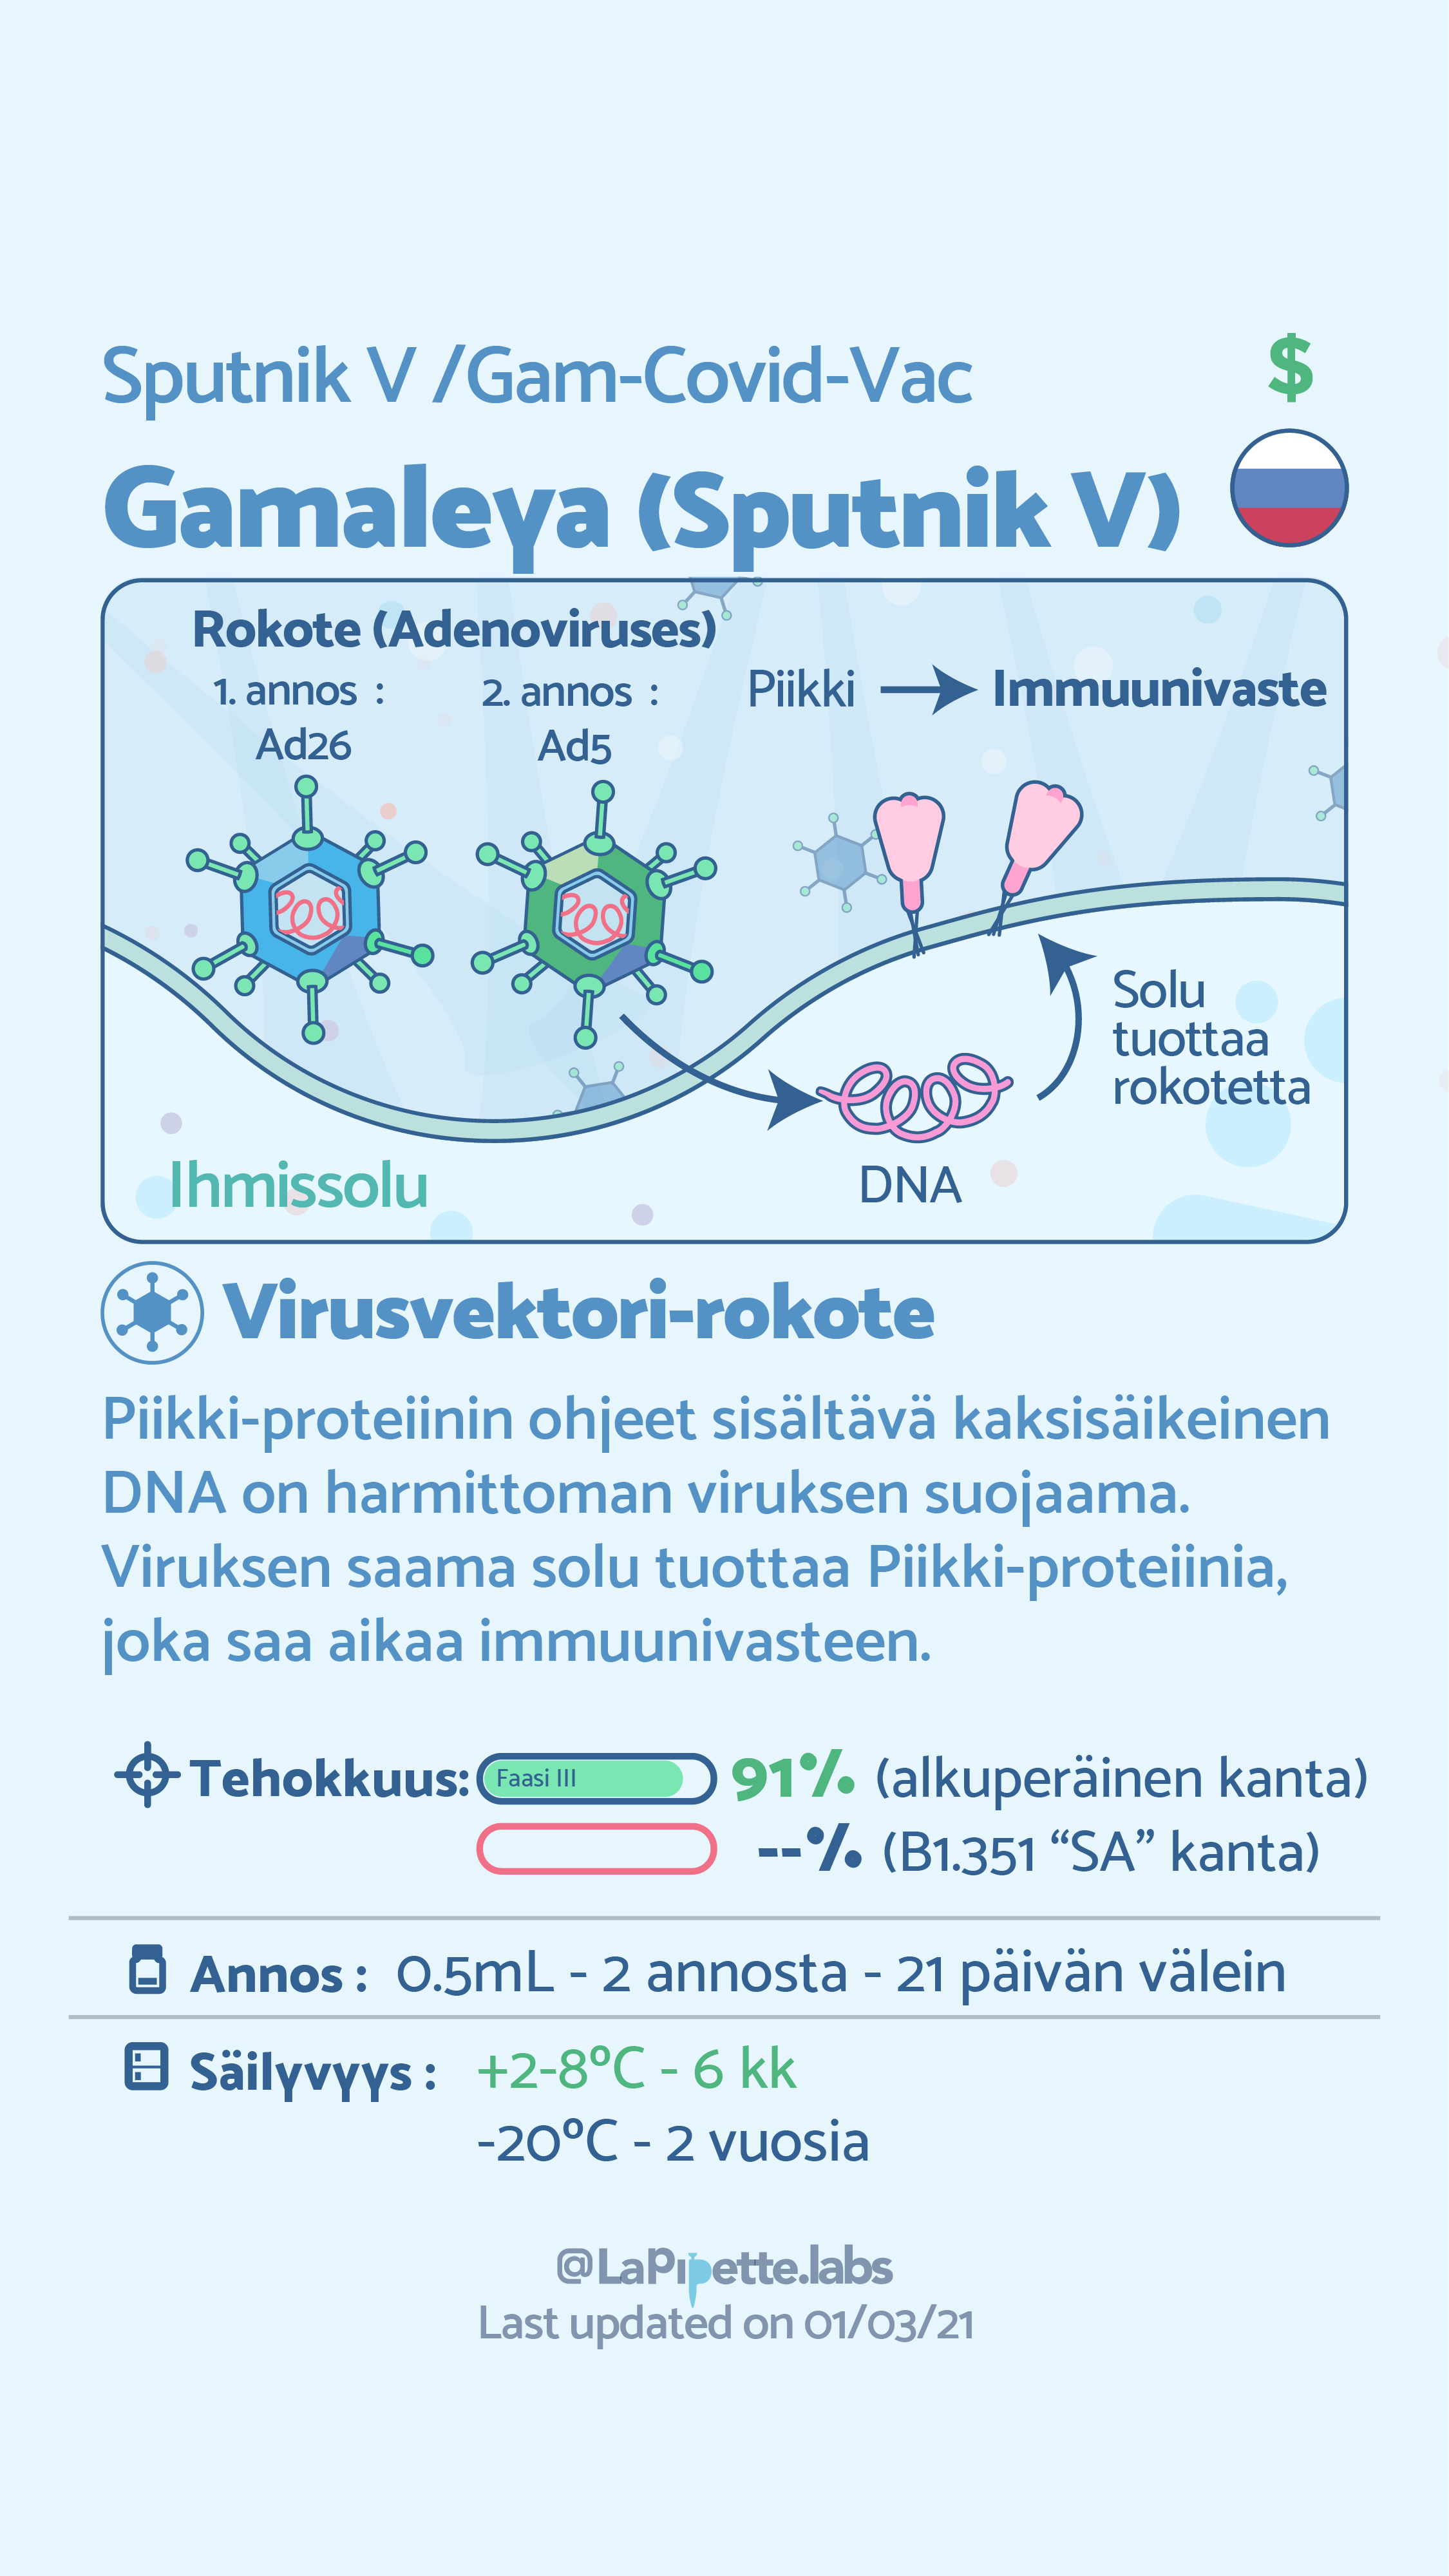 Sputnik V /Gam-Covid-Vac
$
Gamaleya (Sputnik V)
Rokote (Adenoviruses)
1. annos :
Ad26
2. annos :
Ad5
Piikki
Immuunivaste
Solu
tuottaa
rokotetta
DNA
Ihmissolu
Virusvektori-rokote
Piikki-proteiinin ohjeet sisältävä kaksisäikeinen
DNA on harmittoman viruksen suojaama.
Viruksen saama solu tuottaa Piikki-proteiinia,
joka saa aikaa immuunivasteen.
Tehokkuus: Faasi III 91% (alkuperäinen kanta)
--% (B1.351 “SA” kanta)
Annos : 0.5mL - 2 annosta - 21 päivän välein
Säilyvyys : +2-8ºC - 6 kk
-20ºC - 2 vuosia
@LaPipette.labs
Last updated on 01/03/21